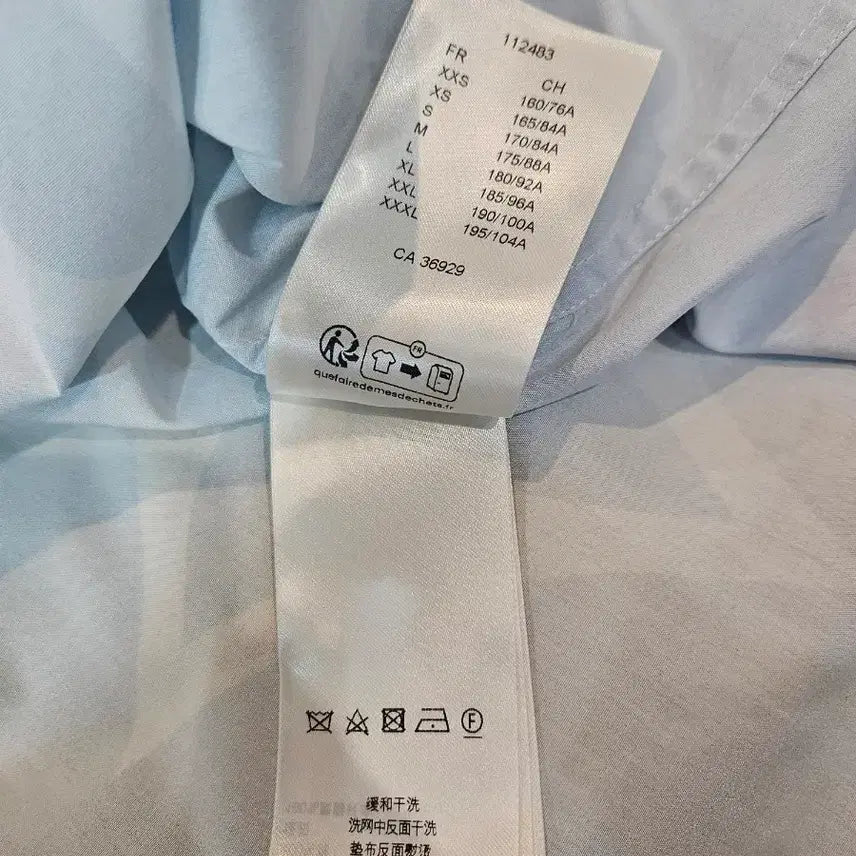 112483
FR CH
XXS 160/76A
XS 165/84A
S 170/84A
M 175/88A
L 180/92A
XL 185/96A
XXL 190/100A
XXXL 195/104A
CA 36929
FR
quefairedemesdechets.fr
F
缓和干洗
洗网中反面干洗
垫布反面熨烫